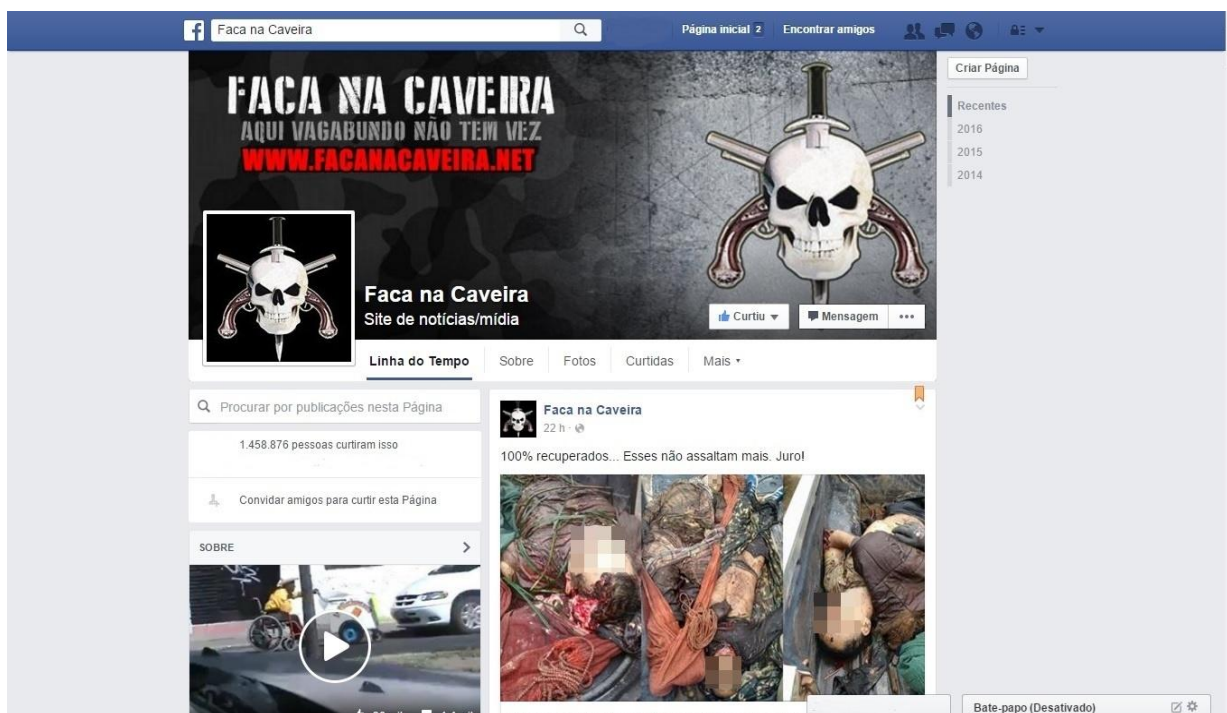 Faca na Caveira
Página inicial 2
Encontrar amigos
FACA NA CAVEIRA
AQUI VAGABUNDO NÃO TEM VEZ
WWW.FACANACAVEIRA.NET
Criar Página
Recentes
2016
2015
2014
Faca na Caveira
Site de notícias/mídia
Curtiu
Mensagem
Linha do Tempo
Sobre
Fotos
Curtidas
Mais
Procurar por publicações nesta Página
1.458.876 pessoas curtiram isso
Convidar amigos para curtir esta Página
SOBRE
Faca na Caveira
22 h
100% recuperados... Esses não assaltam mais. Juro!
Bate-papo (Desativado)